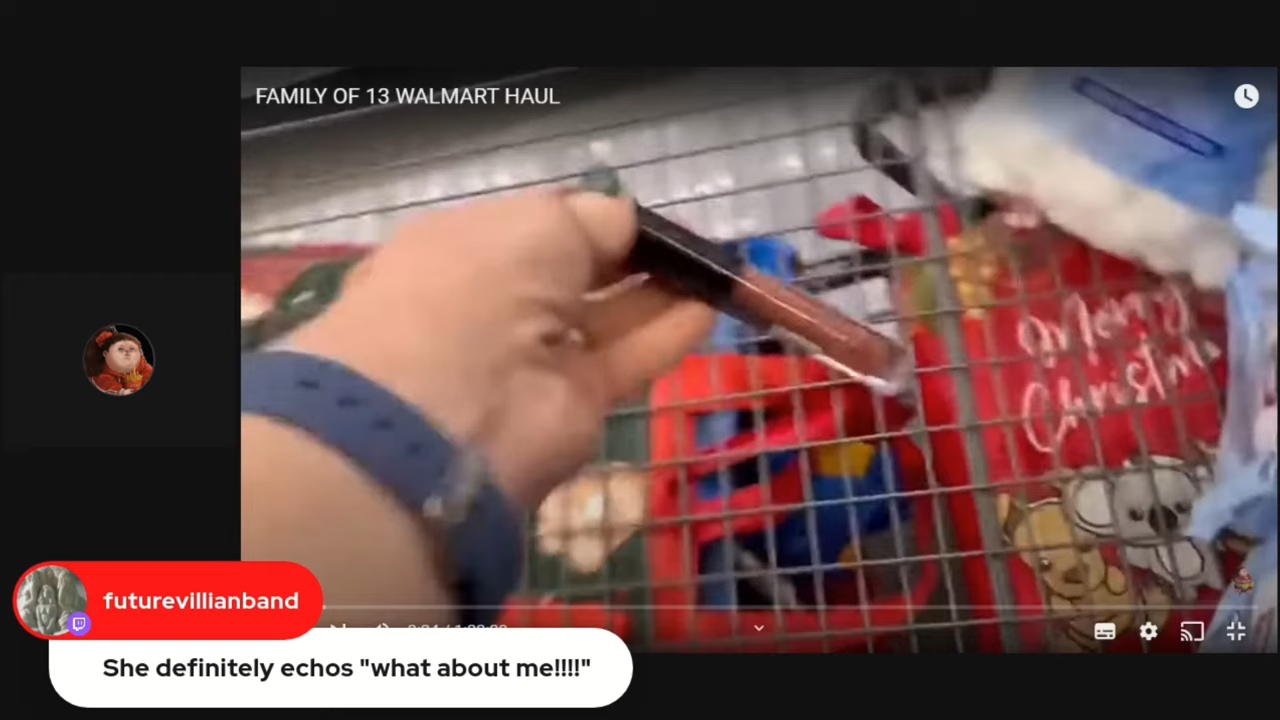 FAMILY OF 13 WALMART HAUL
Merry
Christmas
futurevillianband
She definitely echos "what about me!!!!"